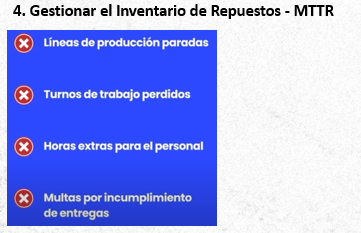 4. Gestionar el Inventario de Repuestos - MTTR
Líneas de producción paradas
Turnos de trabajo perdidos
Horas extras para el personal
Multas por incumplimiento
de entregas